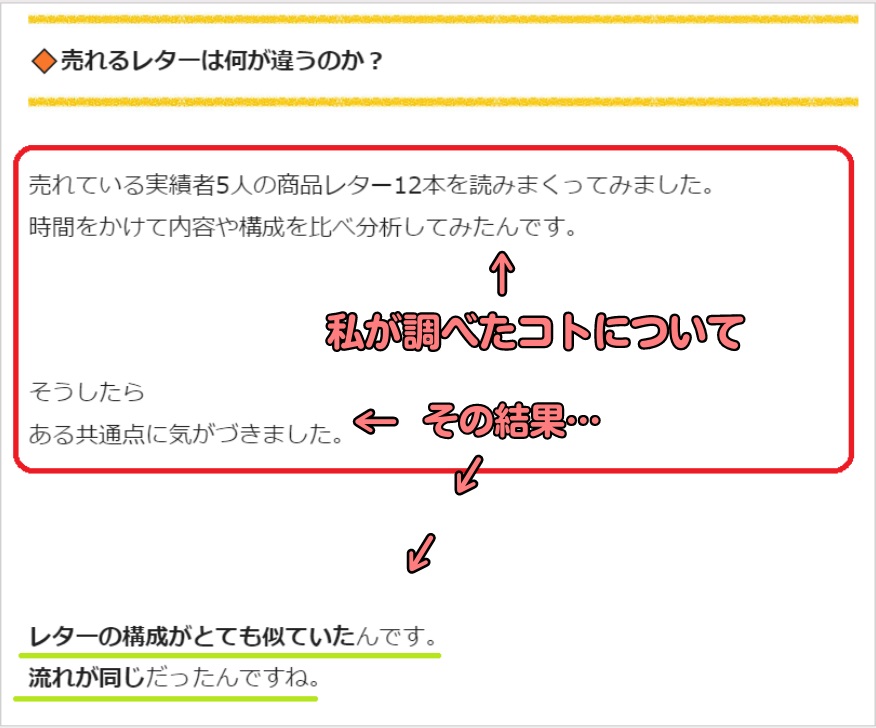 ◆売れるレターは何が違うのか？
売れている実績者5人の商品レター12本を読みまくってみました。
時間をかけて内容や構成を比べ分析してみたんです。
私が調べたコトについて
そうしたら
ある共通点に気がづきました。
その結果…
レターの構成がとても似ていたんです。
流れが同じだったんですね。